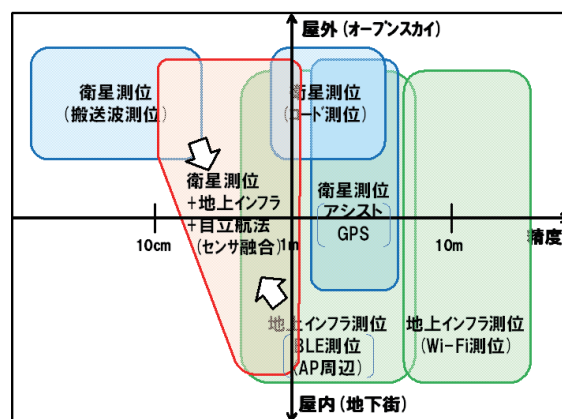 屋外(オープンスカイ)
衛星測位
(搬送波測位)
衛星測位
(コード測位)
衛星測位
+地上インフラ
+自立航法
(センサ融合)
衛星測位
アシスト
GPS
10cm
1m
10m
精度
地上インフラ測位
BLE測位
(AP周辺)
地上インフラ測位
(Wi-Fi測位)
屋内(地下街)